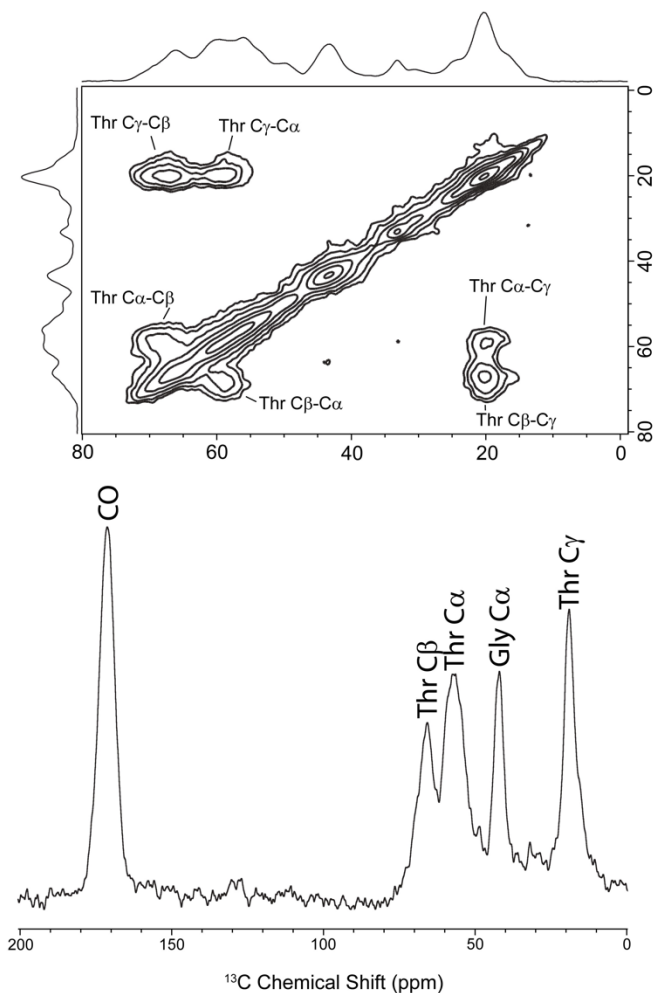 Thr Cγ-Cβ Thr Cγ-Cα
Thr Cα-Cβ
Thr Cα-Cγ
Thr Cβ-Cα
Thr Cβ-Cγ
0
20
40
60
80
80 60 40 20 0
CO
Thr Cβ
Thr Cα
Gly Cα
Thr Cγ
200 150 100 50 0
¹³C Chemical Shift (ppm)